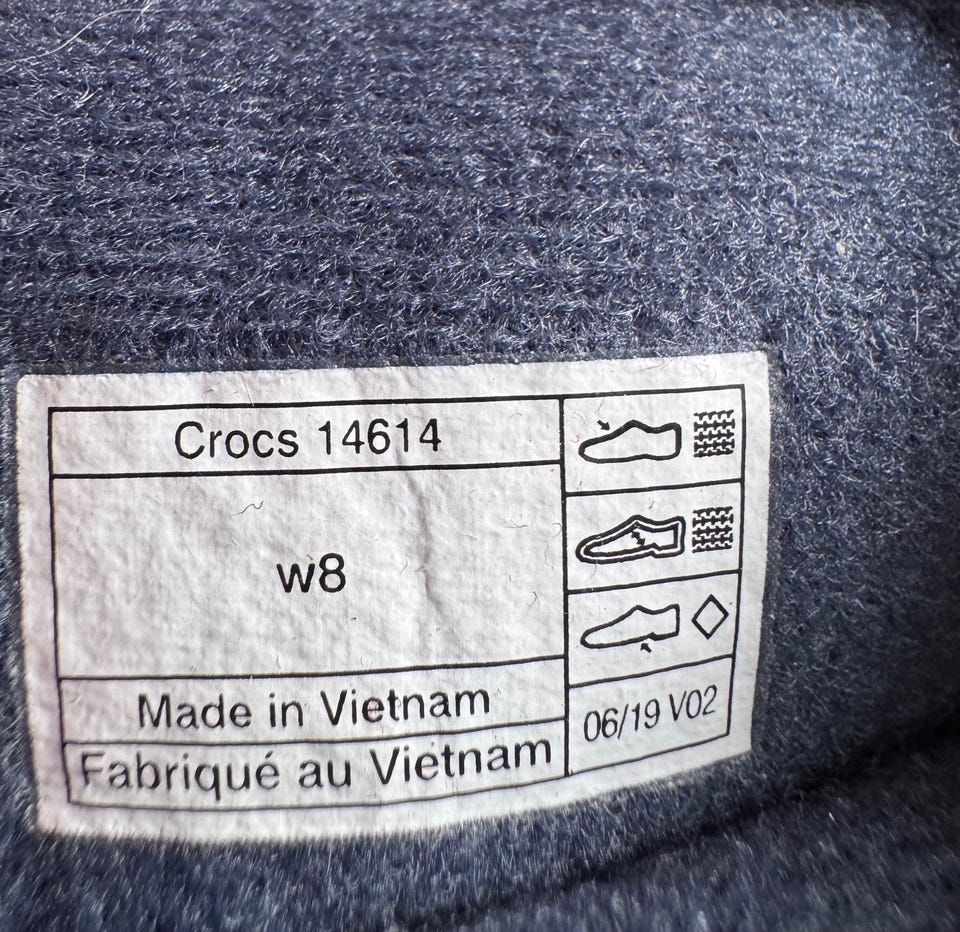 Crocs 14614
w8
Made in Vietnam
Fabriqué au Vietnam
06/19 V02